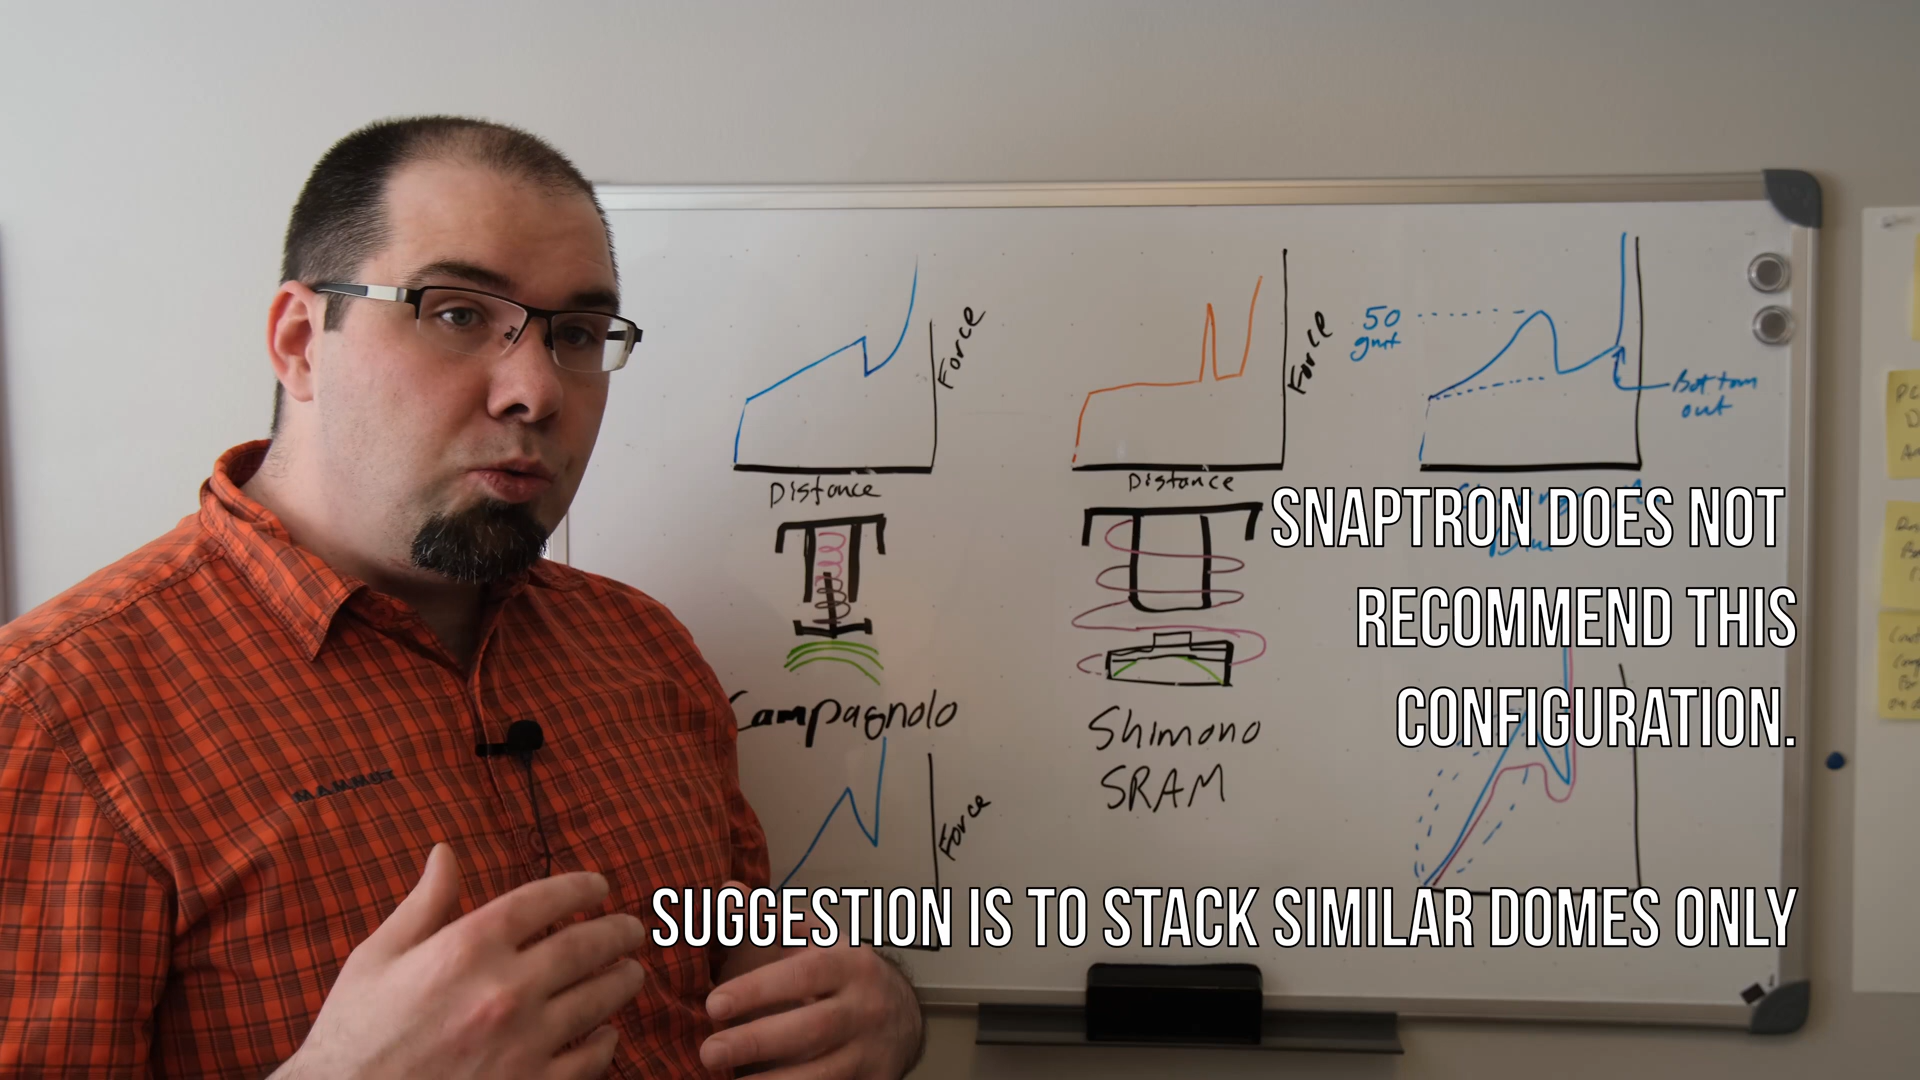 Force
Force
50
gmf
Bottom
out
Distance
Distance
SNAPTRON DOES NOT
RECOMMEND THIS
CONFIGURATION.
Campagnolo
Shimano
SRAM
MAMMUT
Force
SUGGESTION IS TO STACK SIMILAR DOMES ONLY